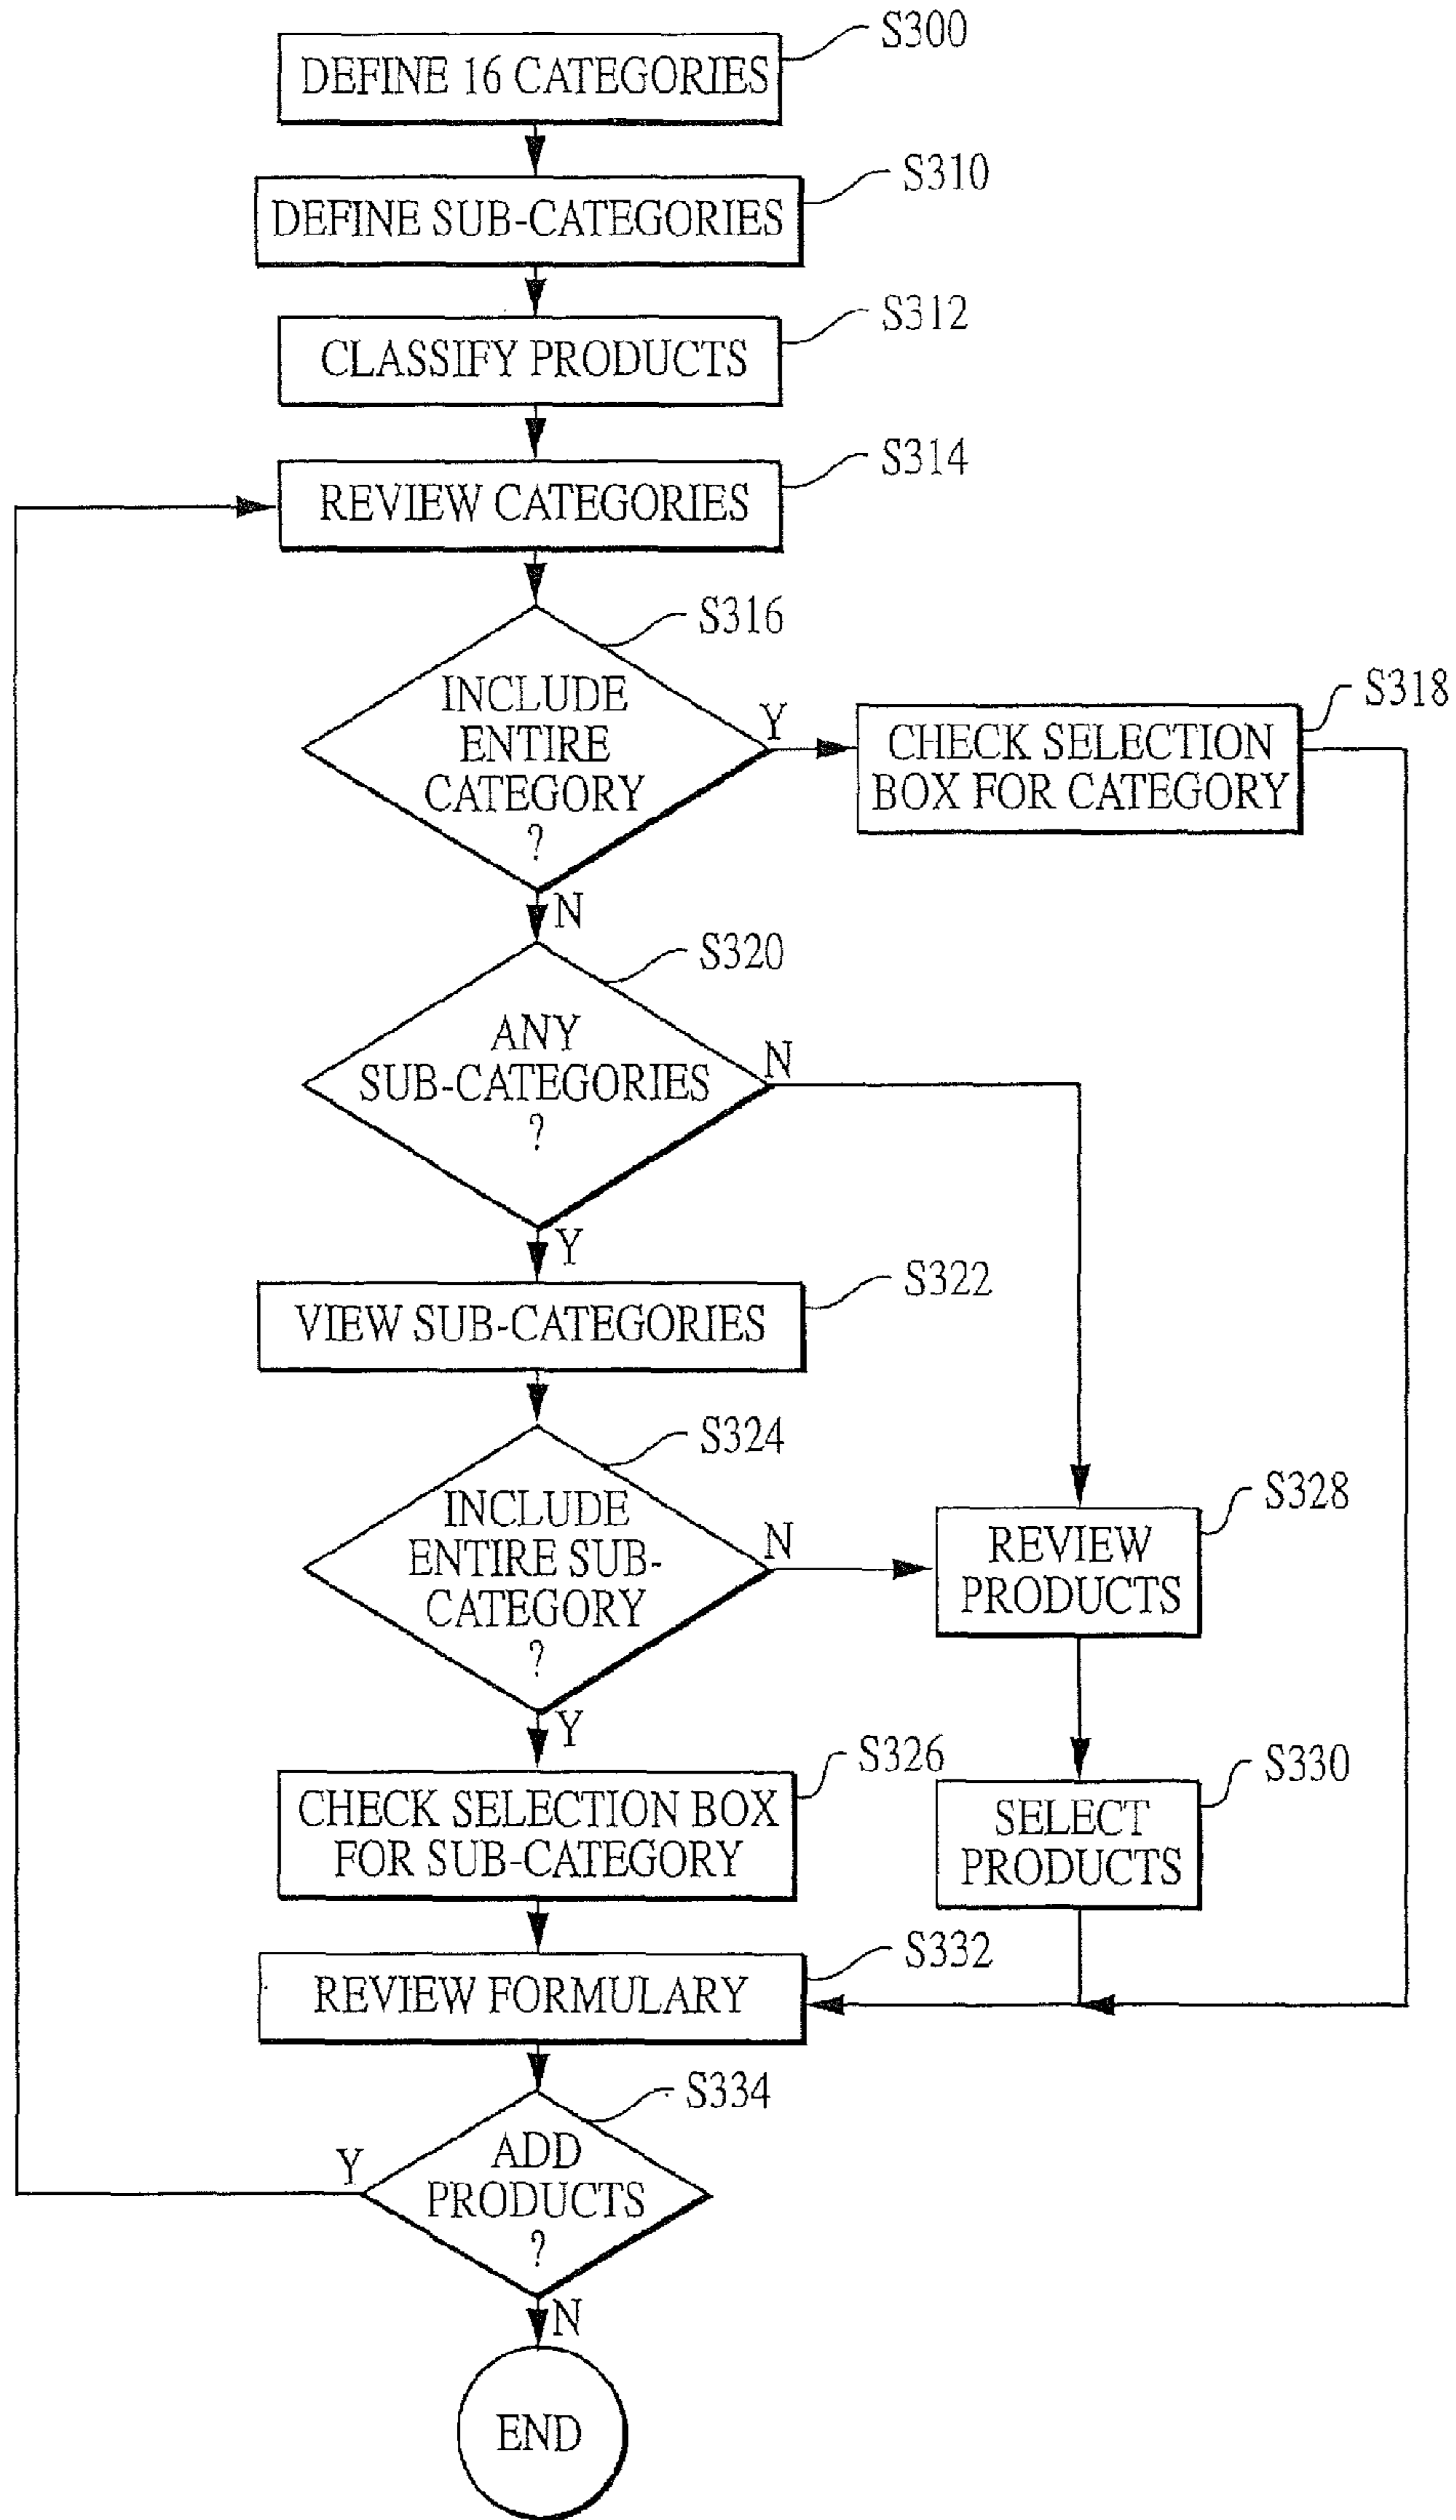 S300
DEFINE 16 CATEGORIES
S310
DEFINE SUB-CATEGORIES
S312
CLASSIFY PRODUCTS
S314
REVIEW CATEGORIES
S316
INCLUDE
ENTIRE
CATEGORY
?
Y
N
S318
CHECK SELECTION
BOX FOR CATEGORY
S320
ANY
SUB-CATEGORIES
?
N
Y
S322
VIEW SUB-CATEGORIES
S324
INCLUDE
ENTIRE SUB-
CATEGORY
?
N
Y
S328
REVIEW
PRODUCTS
S326
CHECK SELECTION BOX
FOR SUB-CATEGORY
S330
SELECT
PRODUCTS
S332
REVIEW FORMULARY
S334
ADD
PRODUCTS
?
Y
N
END